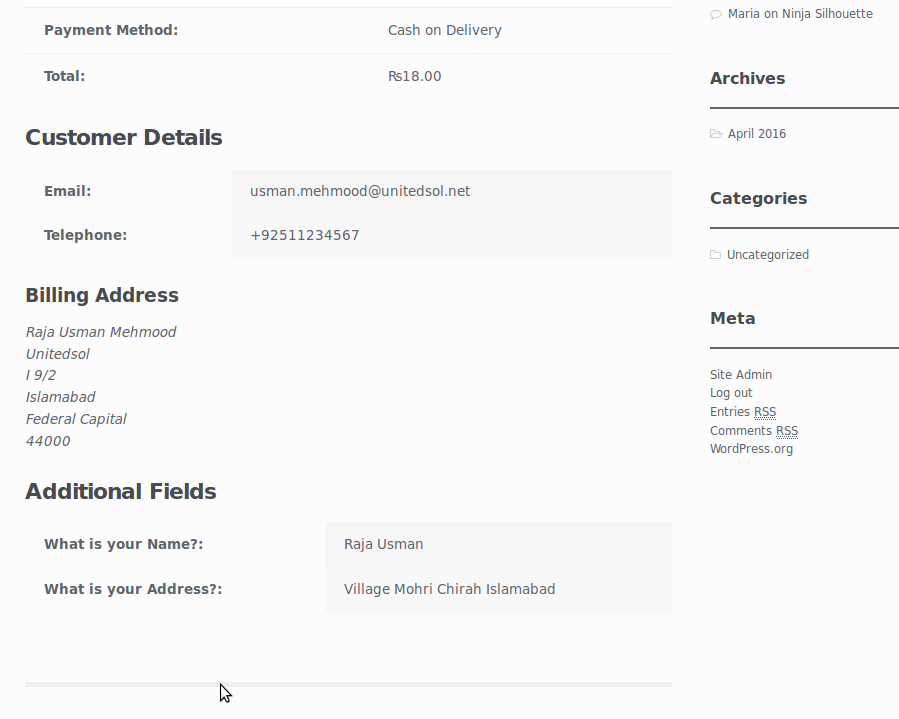 Payment Method: Cash on Delivery
Total: ₨18.00
Customer Details
Email: usman.mehmood@unitedsol.net
Telephone: +92511234567
Billing Address
Raja Usman Mehmood
Unitedsol
I 9/2
Islamabad
Federal Capital
44000
Additional Fields
What is your Name?: Raja Usman
What is your Address?: Village Mohri Chirah Islamabad
Maria on Ninja Silhouette
Archives
April 2016
Categories
Uncategorized
Meta
Site Admin
Log out
Entries RSS
Comments RSS
WordPress.org